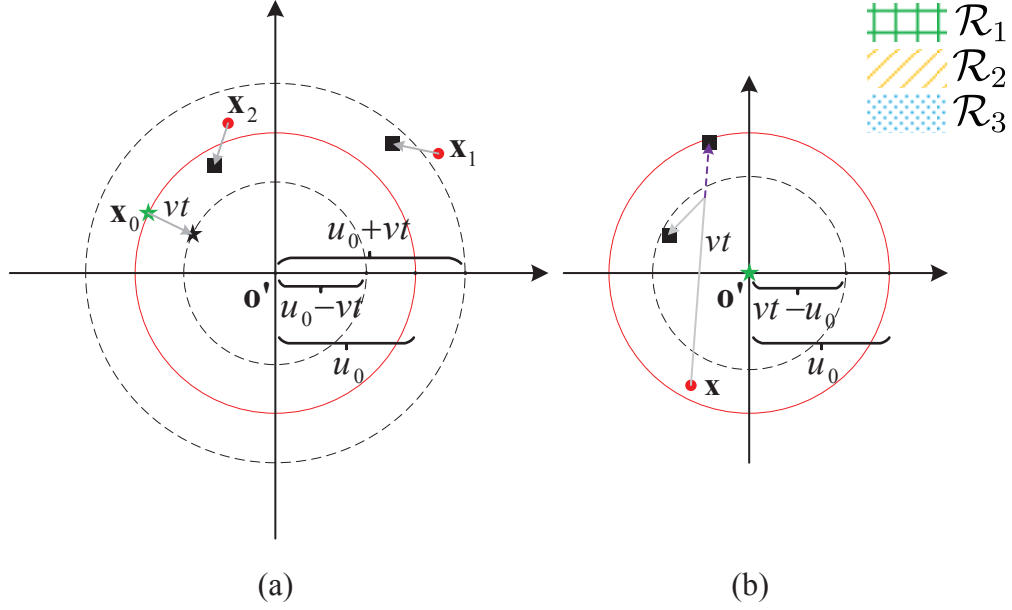 R₁
R₂
R₃
x₂
x₁
x₀
vt
u₀+vt
o'
u₀−vt
u₀
(a)
vt
o'
vt−u₀
u₀
x
(b)